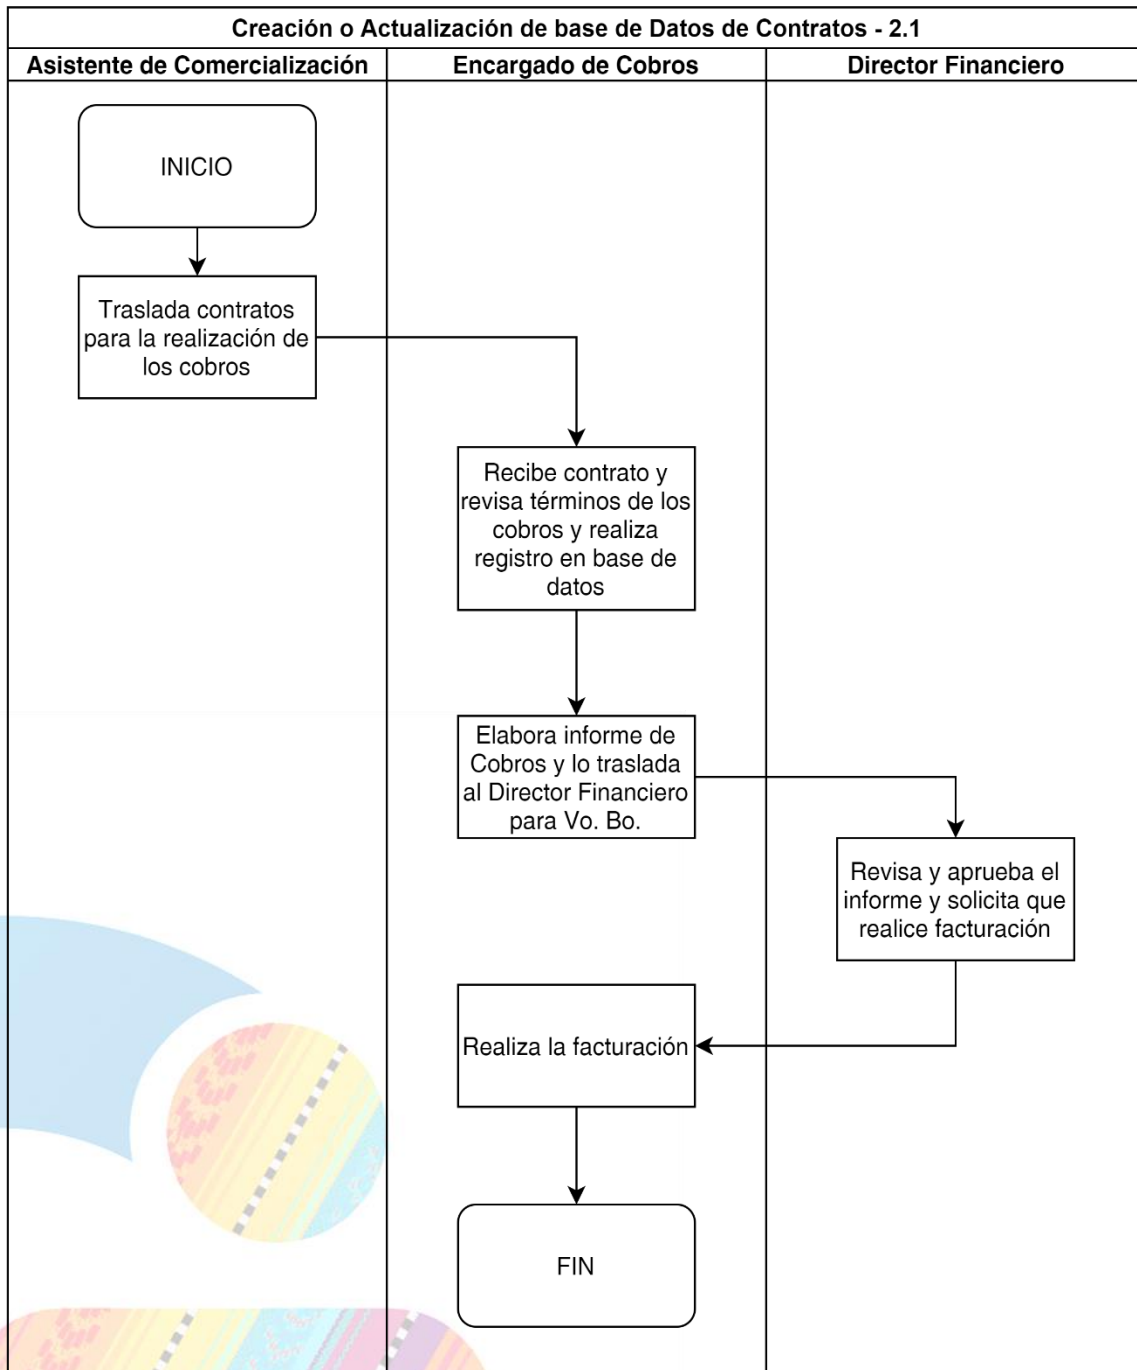 Creación o Actualización de base de Datos de Contratos - 2.1
Asistente de Comercialización
Encargado de Cobros
Director Financiero
INICIO
Traslada contratos
para la realización de
los cobros
Recibe contrato y
revisa términos de los
cobros y realiza
registro en base de
datos
Elabora informe de
Cobros y lo traslada
al Director Financiero
para Vo. Bo.
Revisa y aprueba el
informe y solicita que
realice facturación
Realiza la facturación
FIN